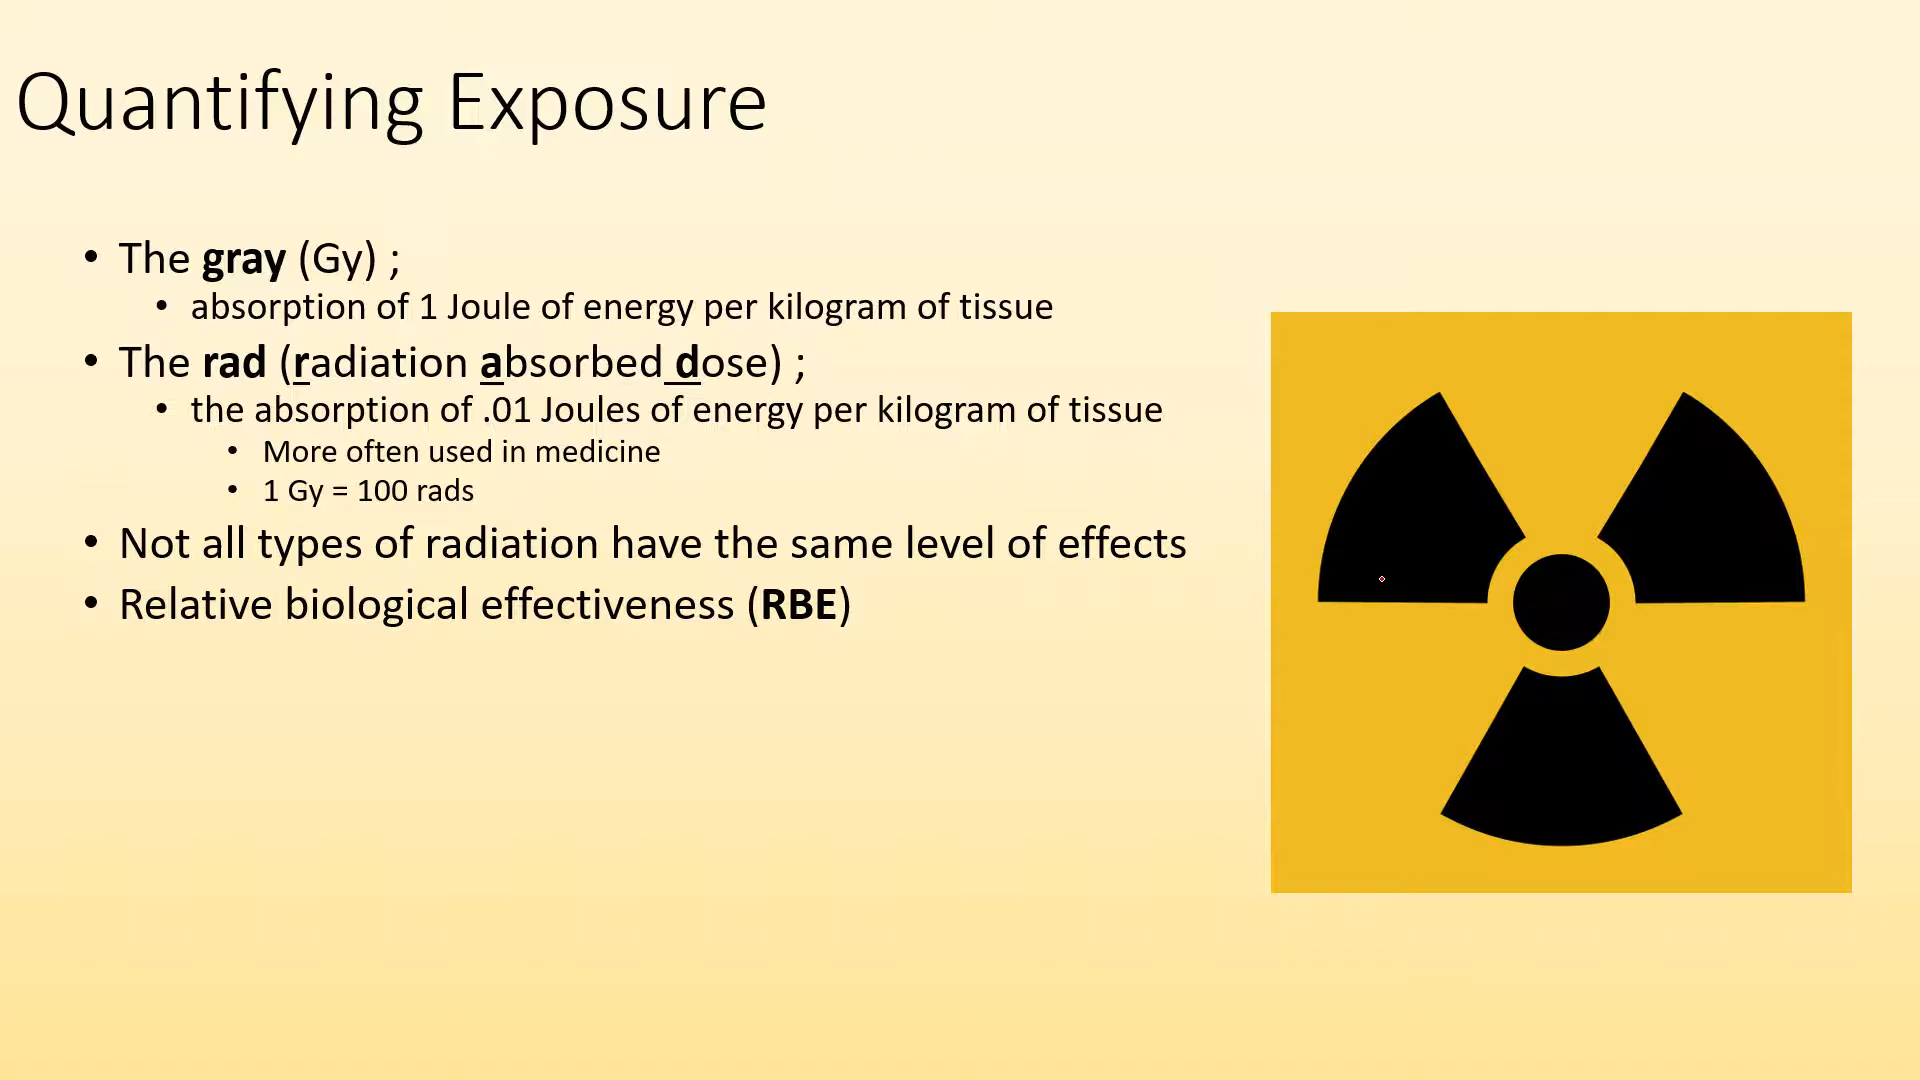 Quantifying Exposure
• The gray (Gy) ;
• absorption of 1 Joule of energy per kilogram of tissue
• The rad (radiation absorbed dose) ;
• the absorption of .01 Joules of energy per kilogram of tissue
• More often used in medicine
• 1 Gy = 100 rads
• Not all types of radiation have the same level of effects
• Relative biological effectiveness (RBE)